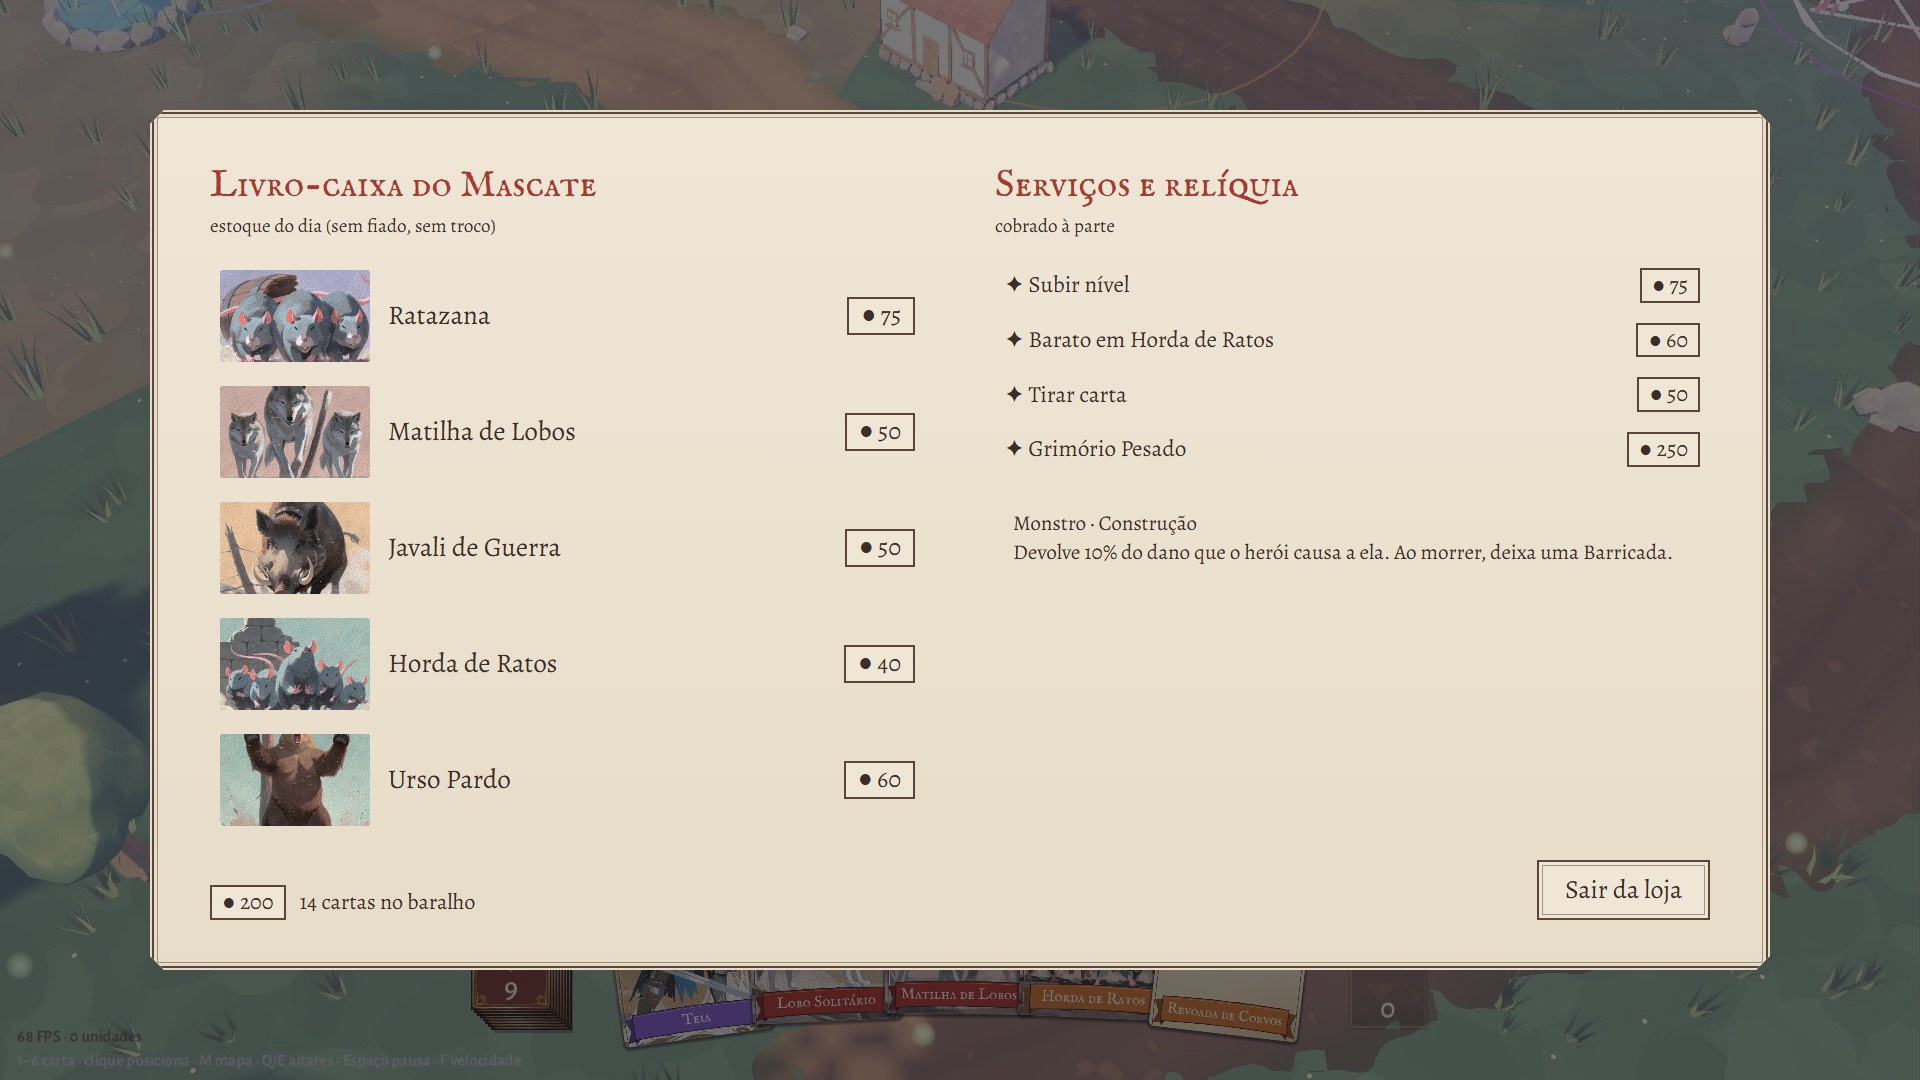 Livro-caixa do Mascate
estoque do dia (sem fiado, sem troco)
Ratazana
75
Matilha de Lobos
50
Javali de Guerra
50
Horda de Ratos
40
Urso Pardo
60
200
14 cartas no baralho
Serviços e relíquia
cobrado à parte
✦ Subir nível
75
✦ Barato em Horda de Ratos
60
✦ Tirar carta
50
✦ Grimório Pesado
250
Monstro · Construção
Devolve 10% do dano que o herói causa a ela. Ao morrer, deixa uma Barricada.
Sair da loja
9
Teia
Lobo Solitário
Matilha de Lobos
Horda de Ratos
Revoada de Corvos
0
68 FPS · 0 unidades
1–6 carta · clique posiciona · M mapa · Q/E altares · Espaço pausa · F velocidade